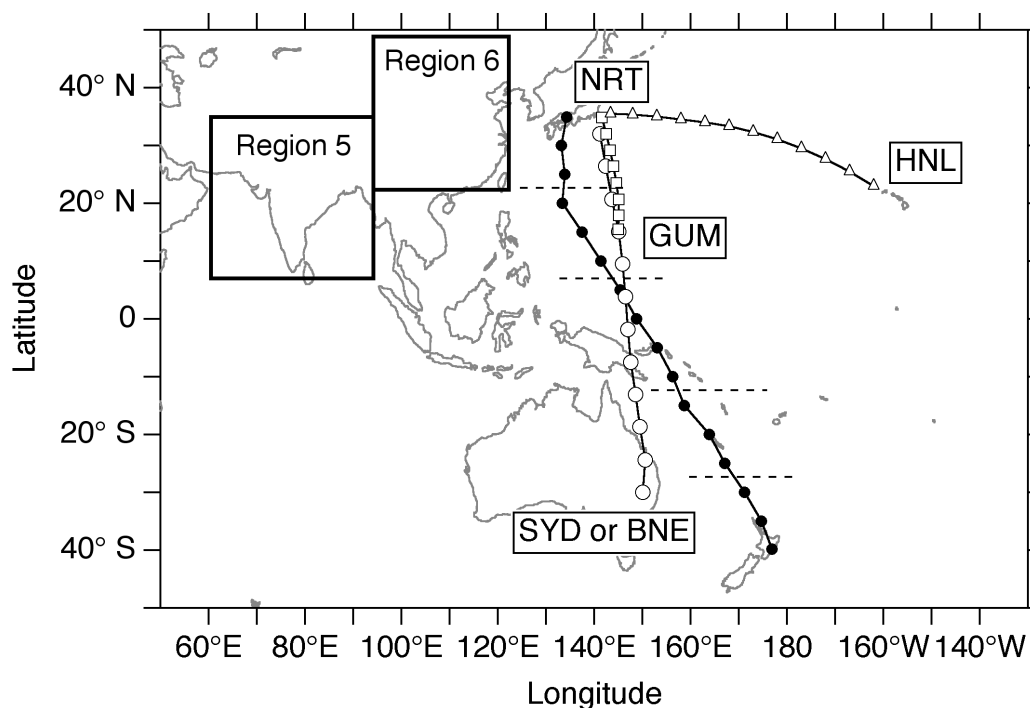 Region 6
NRT
40° N
Region 5
HNL
20° N
GUM
0
Latitude
20° S
SYD or BNE
40° S
60°E 80°E 100°E 120°E 140°E 160°E 180 160°W 140°W
Longitude